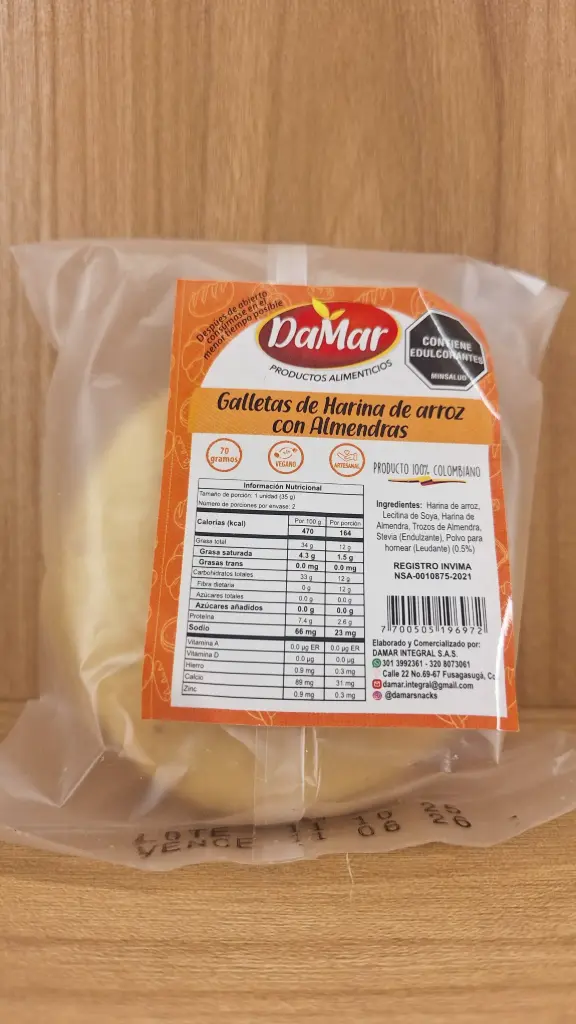 Después de abierto
consúmase en el
menor tiempo posible
DaMar
PRODUCTOS ALIMENTICIOS
CONTIENE
EDULCORANTES
MINSALUD
Galletas de Harina de arroz
con Almendras
70
gramos
VEGANO
ARTESANAL
PRODUCTO 100% COLOMBIANO
Información Nutricional
Tamaño de porción: 1 unidad (35 g)
Número de porciones por envase: 2
Calorías (kcal) Por 100 g Por porción
470 164
Grasa total 34 g 12 g
Grasa saturada 4.3 g 1.5 g
Grasas trans 0.0 mg 0.0 mg
Carbohidratos totales 33 g 12 g
Fibra dietaria 0 g 12 g
Azúcares totales 0.0 g 0.0 g
Azúcares añadidos 0.0 g 0.0 g
Proteína 7.4 g 2.6 g
Sodio 66 mg 23 mg
Vitamina A 0.0 µg ER 0.0 µg ER
Vitamina D 0.0 µg 0.0 µg
Hierro 0.9 mg 0.3 mg
Calcio 89 mg 31 mg
Zinc 0.9 mg 0.3 mg
Ingredientes: Harina de arroz,
Lecitina de Soya, Harina de
Almendra, Trozos de Almendra,
Stevia (Endulzante), Polvo para
hornear (Leudante) (0.5%)
REGISTRO INVIMA
NSA-0010875-2021
7 700505 196972
Elaborado y Comercializado por:
DAMAR INTEGRAL S.A.S.
301 3992361 - 320 8073061
Calle 22 No.69-67 Fusagasugá, Co
damar.integral@gmail.com
@damarsnacks
LOTE
VENCE 11 10 22